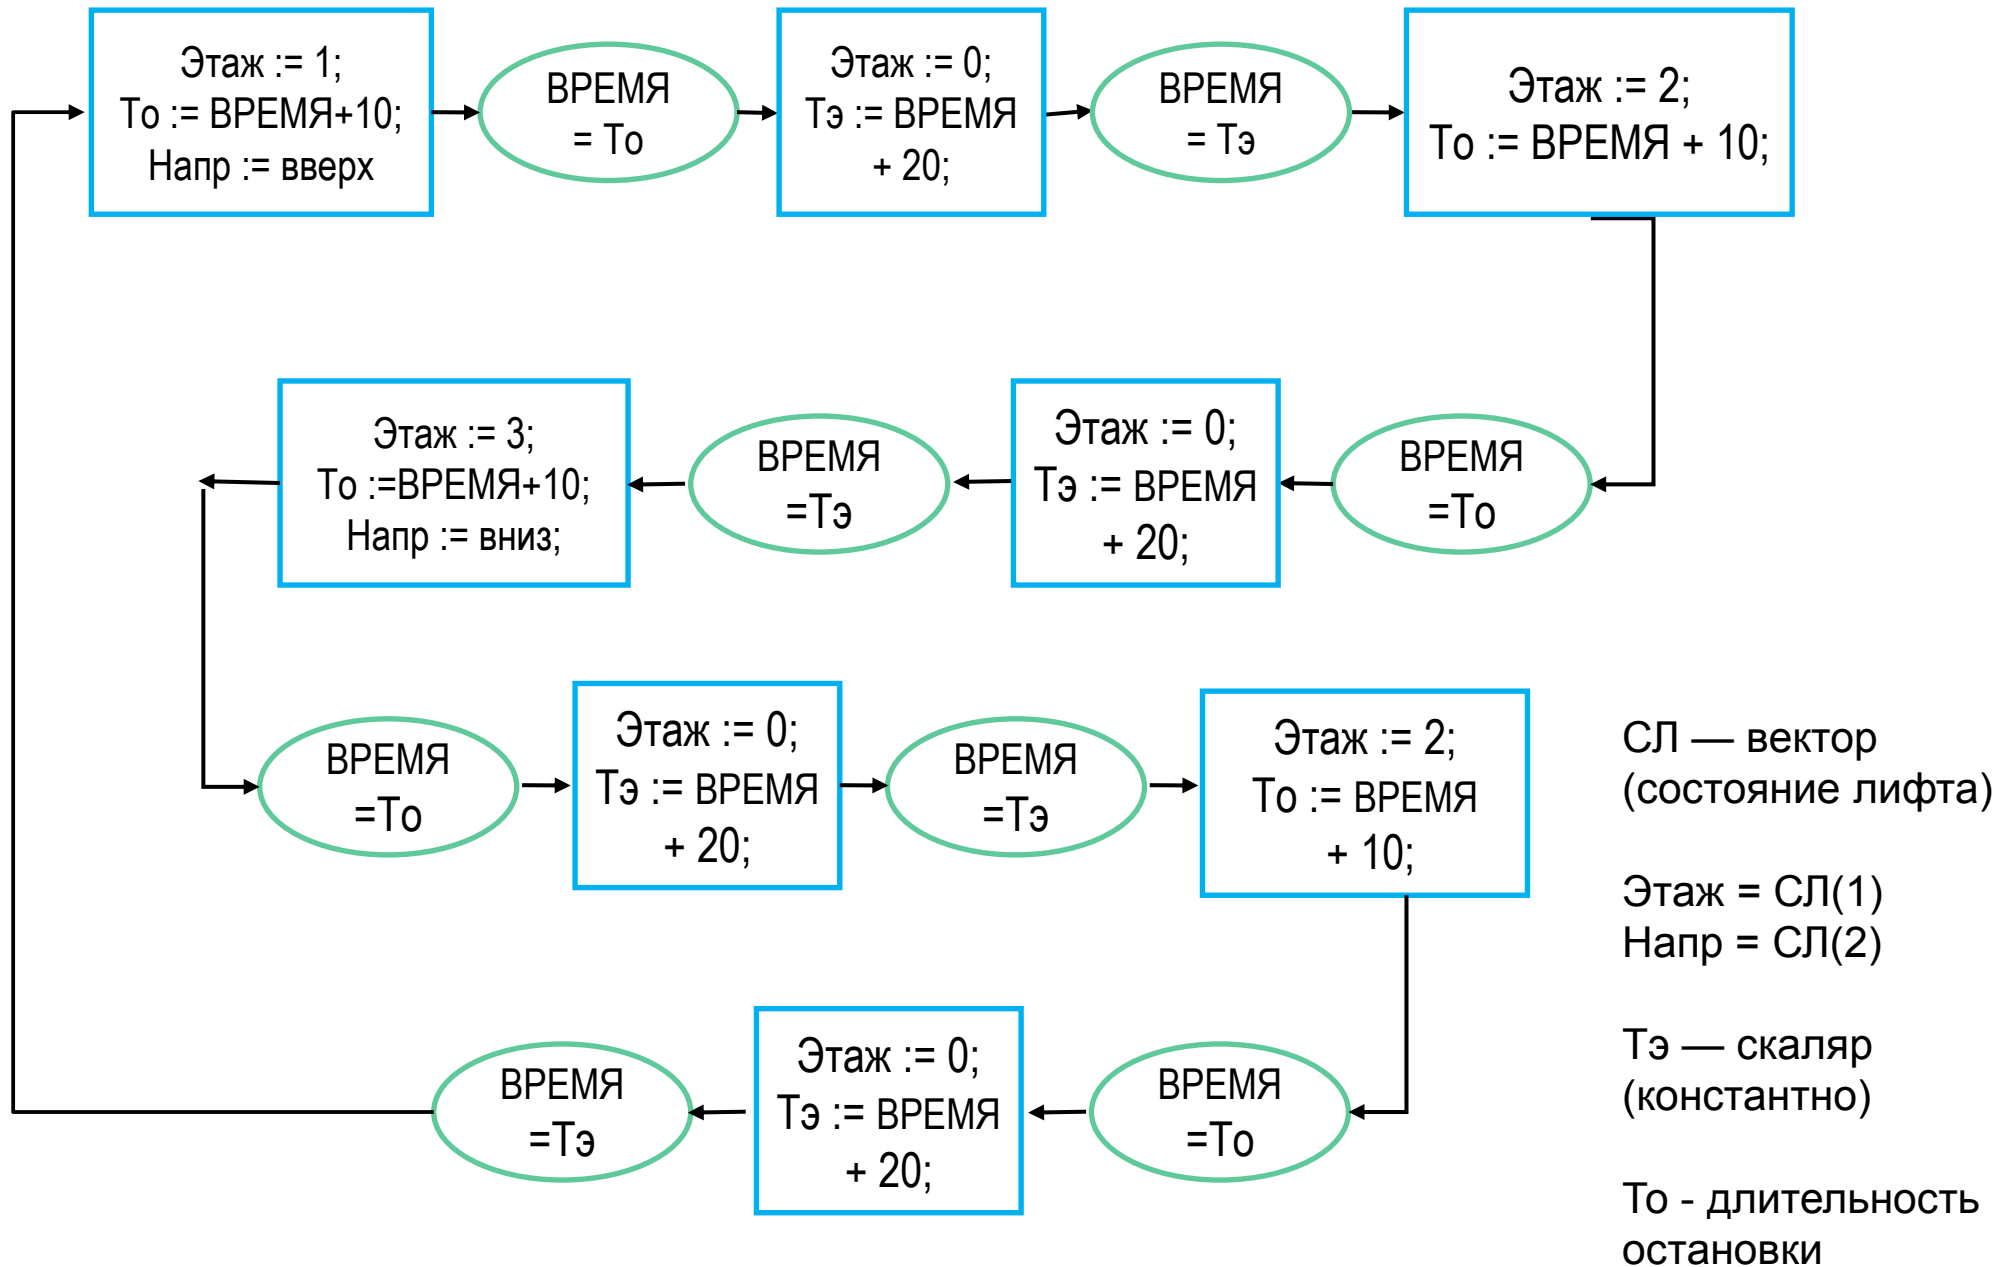 Этаж := 1;
То := ВРЕМЯ+10;
Напр := вверх
ВРЕМЯ
= То
Этаж := 0;
Тэ := ВРЕМЯ
+ 20;
ВРЕМЯ
= Тэ
Этаж := 2;
То := ВРЕМЯ + 10;
ВРЕМЯ
=То
Этаж := 0;
Тэ := ВРЕМЯ
+ 20;
ВРЕМЯ
=Тэ
Этаж := 3;
То :=ВРЕМЯ+10;
Напр := вниз;
ВРЕМЯ
=То
Этаж := 0;
Тэ := ВРЕМЯ
+ 20;
ВРЕМЯ
=Тэ
Этаж := 2;
То := ВРЕМЯ
+ 10;
ВРЕМЯ
=То
Этаж := 0;
Тэ := ВРЕМЯ
+ 20;
ВРЕМЯ
=Тэ
СЛ — вектор
(состояние лифта)
Этаж = СЛ(1)
Напр = СЛ(2)
Тэ — скаляр
(константно)
То - длительность
остановки